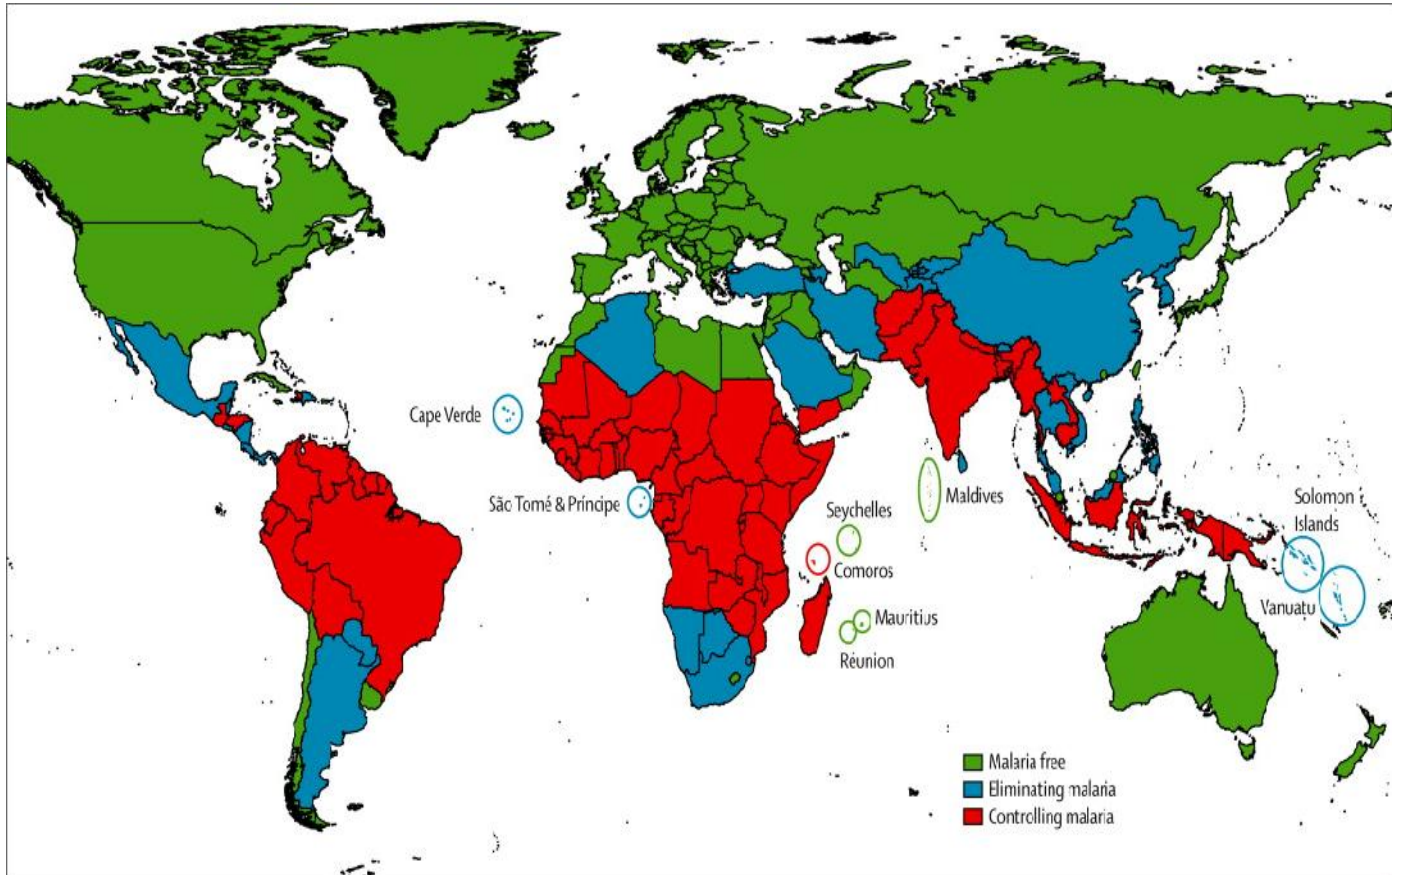 Cape Verde
São Tomé & Príncipe
Seychelles
Comoros
Maldives
Mauritius
Réunion
Solomon
Islands
Vanuatu
Malaria free
Eliminating malaria
Controlling malaria